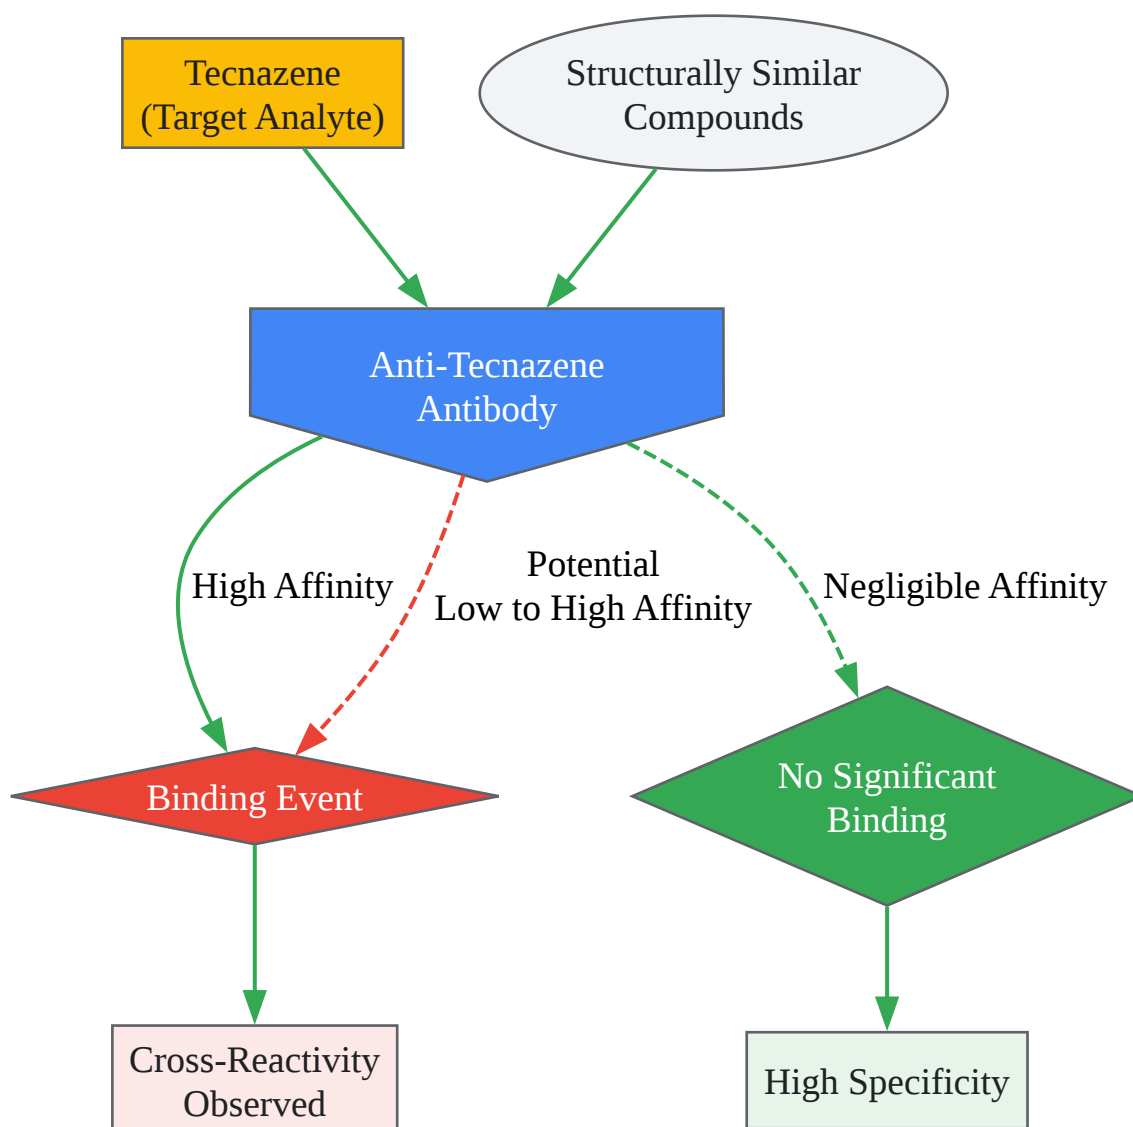 Tecnazene
(Target Analyte)
Structurally Similar
Compounds
Anti-Tecnazene
Antibody
High Affinity
Potential
Low to High Affinity
Negligible Affinity
Binding Event
No Significant
Binding
Cross-Reactivity
Observed
High Specificity